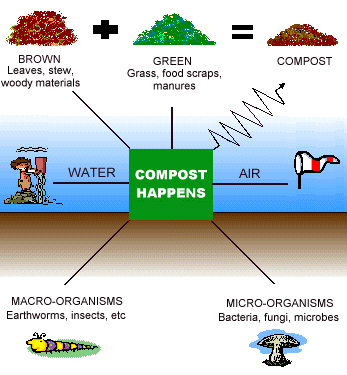 BROWN
Leaves, stew,
woody materials
GREEN
Grass, food scraps,
manures
COMPOST
WATER
COMPOST
HAPPENS
AIR
MACRO-ORGANISMS
Earthworms, insects, etc
MICRO-ORGANISMS
Bacteria, fungi, microbes